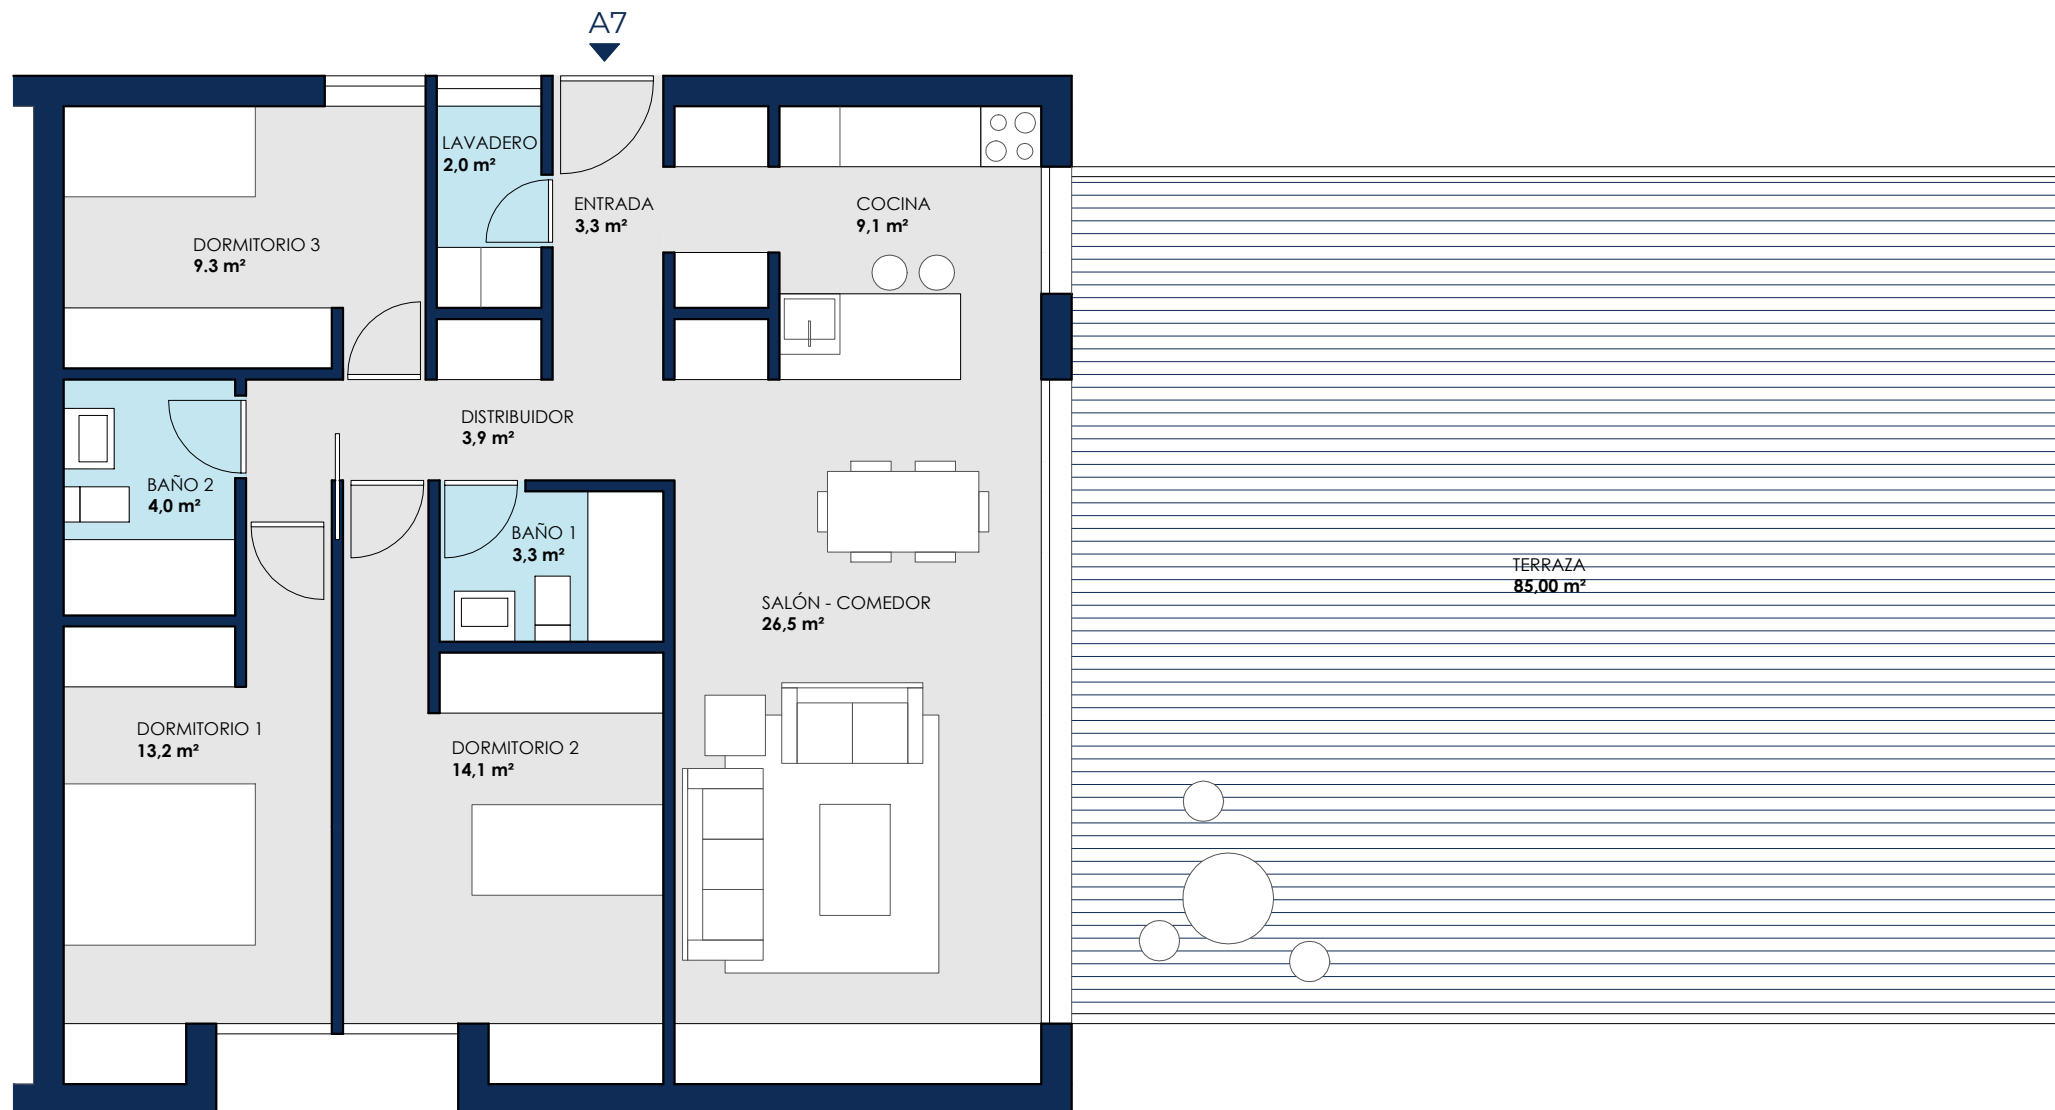 A7
LAVADERO
2,0 m²
ENTRADA
3,3 m²
COCINA
9,1 m²
DORMITORIO 3
9.3 m²
DISTRIBUIDOR
3,9 m²
BAÑO 2
4,0 m²
BAÑO 1
3,3 m²
TERRAZA
85,00 m²
SALÓN - COMEDOR
26,5 m²
DORMITORIO 1
13,2 m²
DORMITORIO 2
14,1 m²